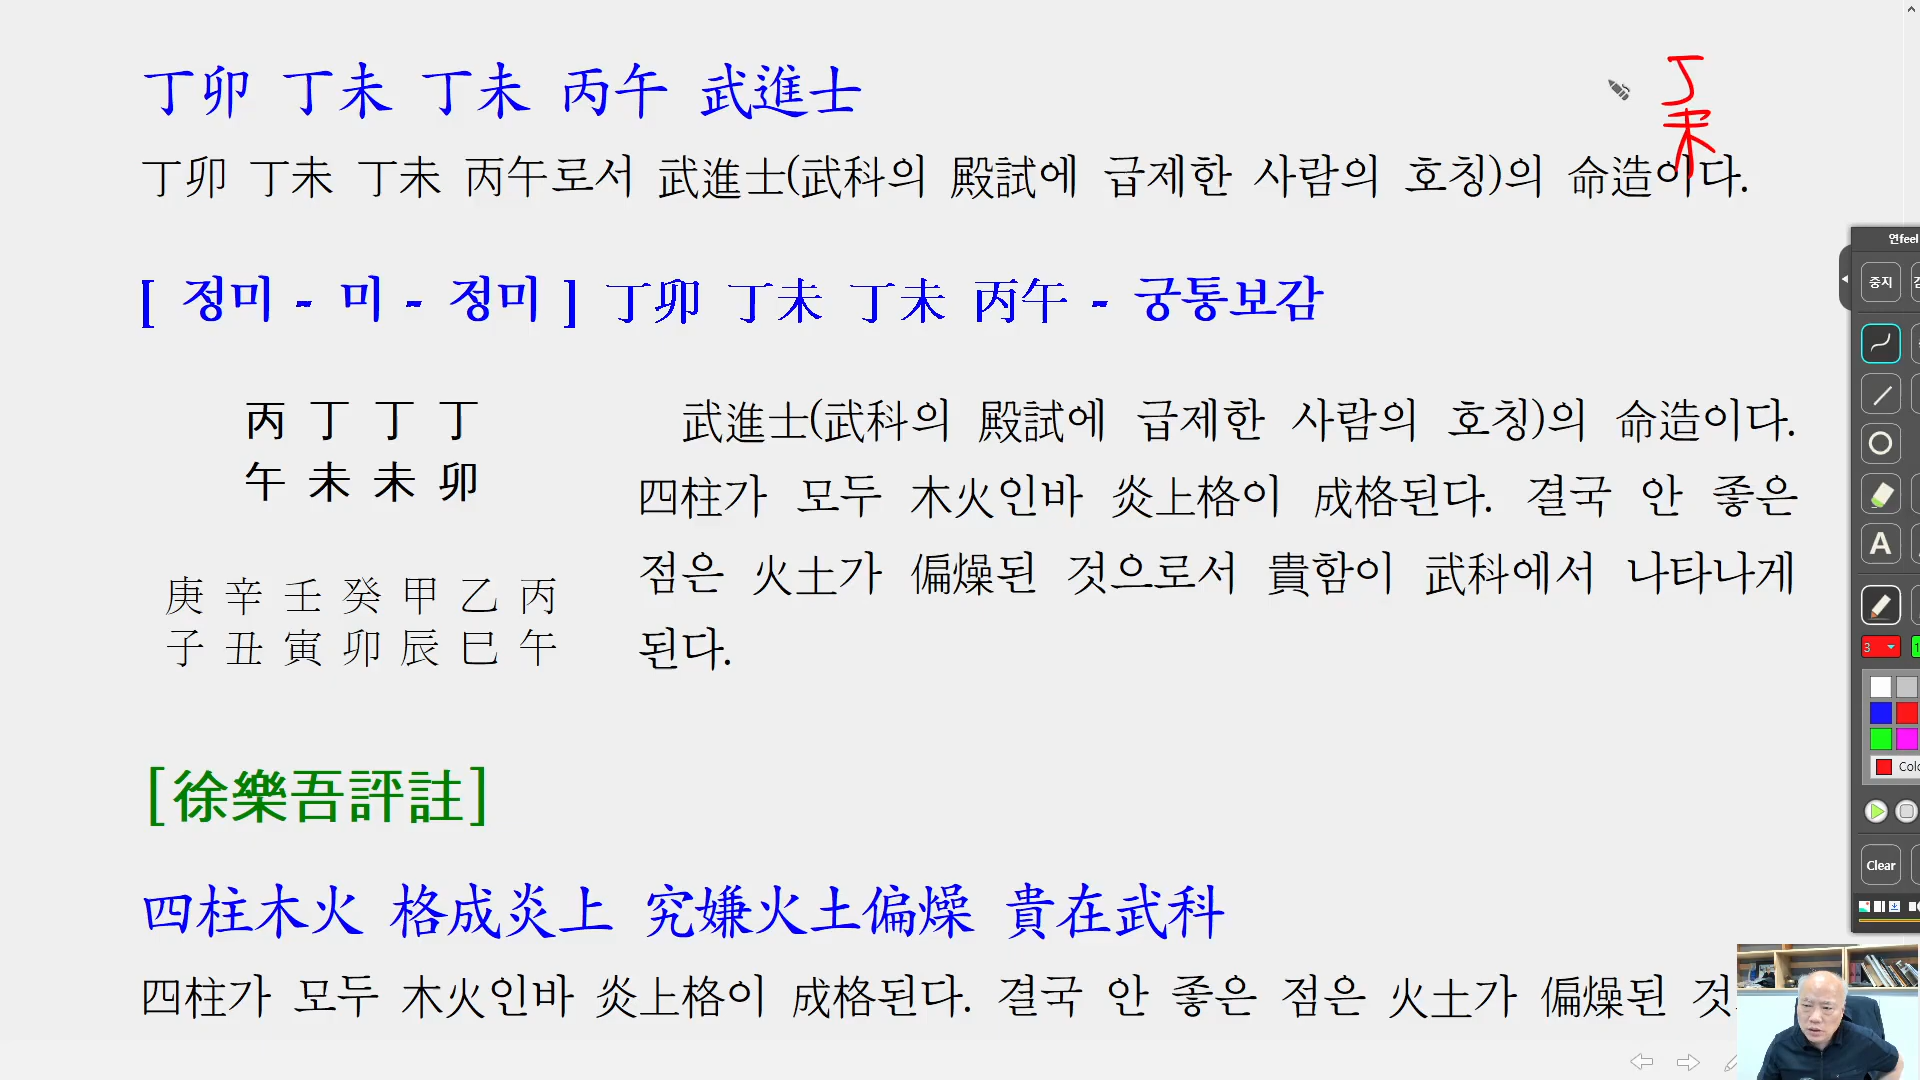 丁卯 丁未 丁未 丙午 武進士
丁未
丁卯 丁未 丁未 丙午로서 武進士(武科의 殿試에 급제한 사람의 호칭)의 命造이다.
[ 정미 - 미 - 정미 ] 丁卯 丁未 丁未 丙午 - 궁통보감
丙 丁 丁 丁
午 未 未 卯
庚 辛 壬 癸 甲 乙 丙
子 丑 寅 卯 辰 巳 午
武進士(武科의 殿試에 급제한 사람의 호칭)의 命造이다.
四柱가 모두 木火인바 炎上格이 成格된다. 결국 안 좋은
점은 火土가 偏燥된 것으로서 貴함이 武科에서 나타나게
된다.
[徐樂吾評註]
四柱木火 格成炎上 究嫌火土偏燥 貴在武科
四柱가 모두 木火인바 炎上格이 成格된다. 결국 안 좋은 점은 火土가 偏燥된 것
연feel
중지
A
3
Clear